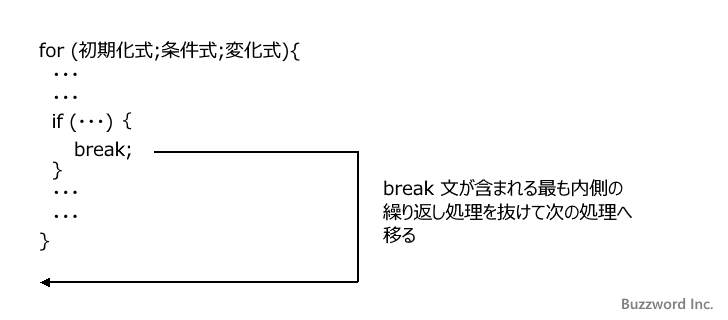 for (初期化式;条件式;変化式){
･･･
･･･
if (･･･) {
break;
}
･･･
･･･
}
break 文が含まれる最も内側の
繰り返し処理を抜けて次の処理へ
移る
Buzzword Inc.